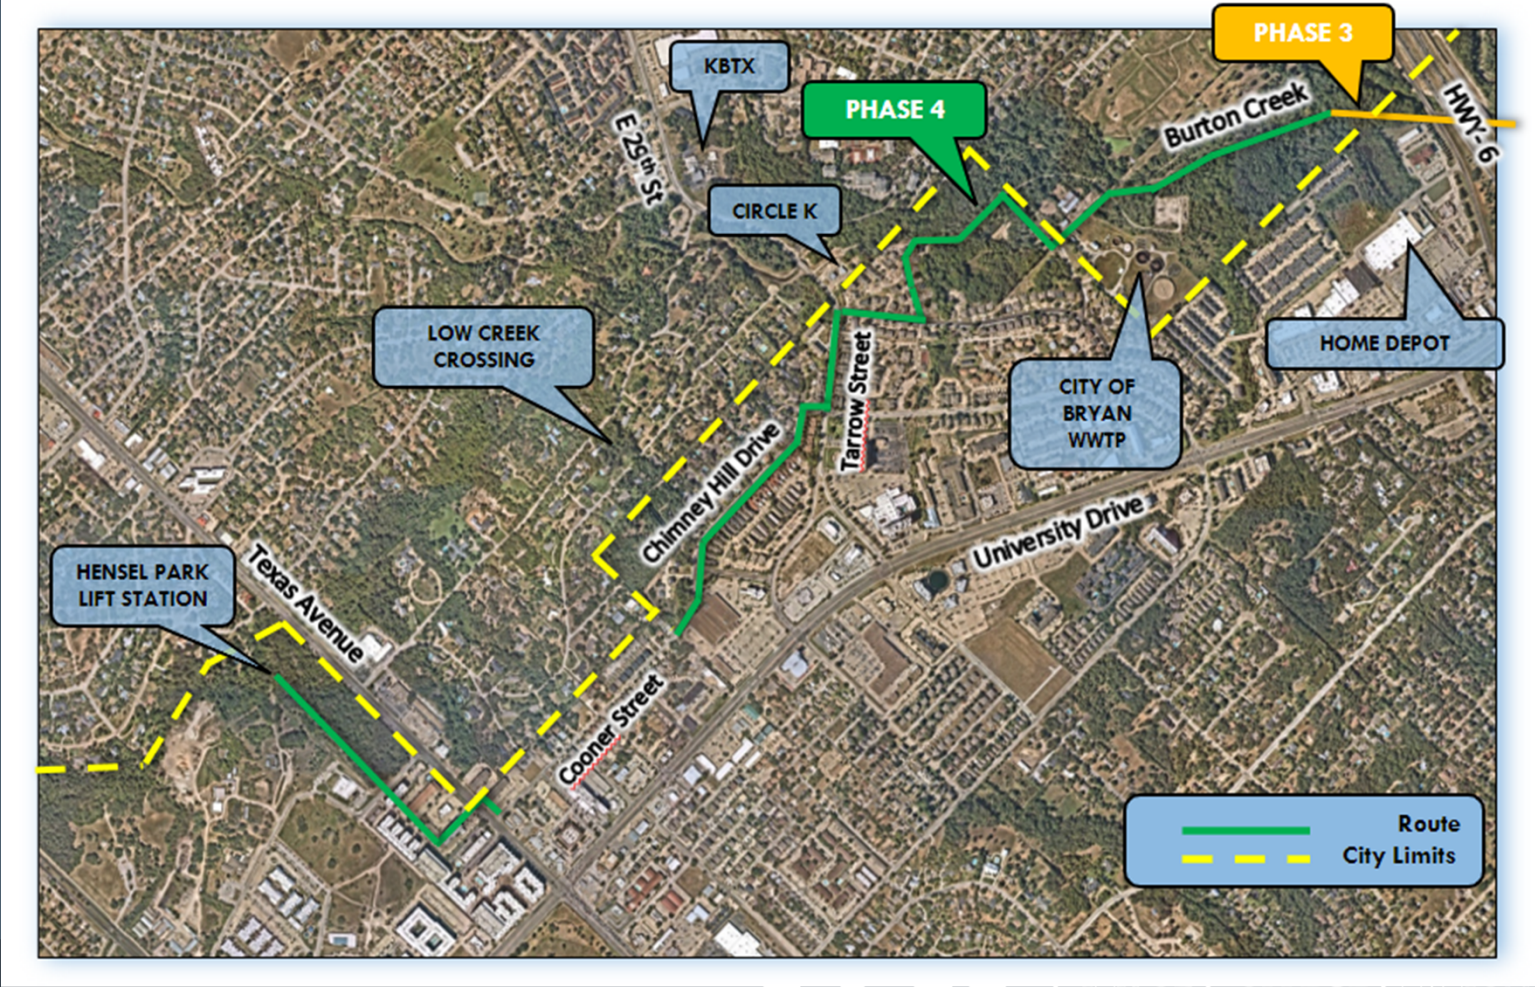 PHASE 3
KBTX
PHASE 4
Burton Creek
HWY- 6
E 29th St
CIRCLE K
LOW CREEK
CROSSING
HOME DEPOT
Tarrow Street
CITY OF
BRYAN
WWTP
Chimney Hill Drive
University Drive
HENSEL PARK
LIFT STATION
Texas Avenue
Cooner Street
Route
City Limits